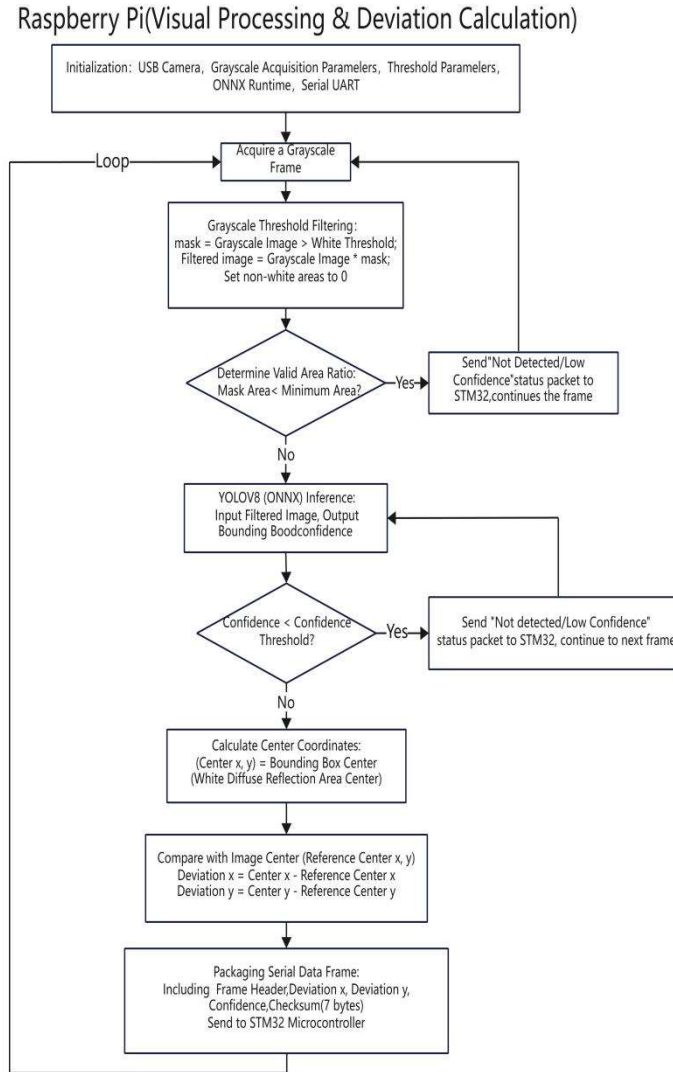 Raspberry Pi(Visual Processing & Deviation Calculation)
Initialization: USB Camera, Grayscale Acquisition Paramelers, Threshold Parameters,
ONNX Runtime, Serial UART
Loop
Acquire a Grayscale
Frame
Grayscale Threshold Filtering:
mask = Grayscale Image > White Threshold;
Filtered image = Grayscale Image * mask;
Set non-white areas to 0
Determine Valid Area Ratio:
Mask Area< Minimum Area?
Yes
Send"Not Detected/Low
Confidence"status packet to
STM32,continues the frame
No
YOLOV8 (ONNX) Inference:
Input Filtered Image, Output
Bounding Boodconfidence
Confidence < Confidence
Threshold?
Yes
Send "Not detected/Low Confidence"
status packet to STM32, continue to next frame
No
Calculate Center Coordinates:
(Center x, y) = Bounding Box Center
(White Diffuse Reflection Area Center)
Compare with Image Center (Reference Center x, y)
Deviation x = Center x - Reference Center x
Deviation y = Center y - Reference Center y
Packaging Serial Data Frame:
Including Frame Header,Deviation x, Deviation y,
Confidence,Checksum(7 bytes)
Send to STM32 Microcontroller